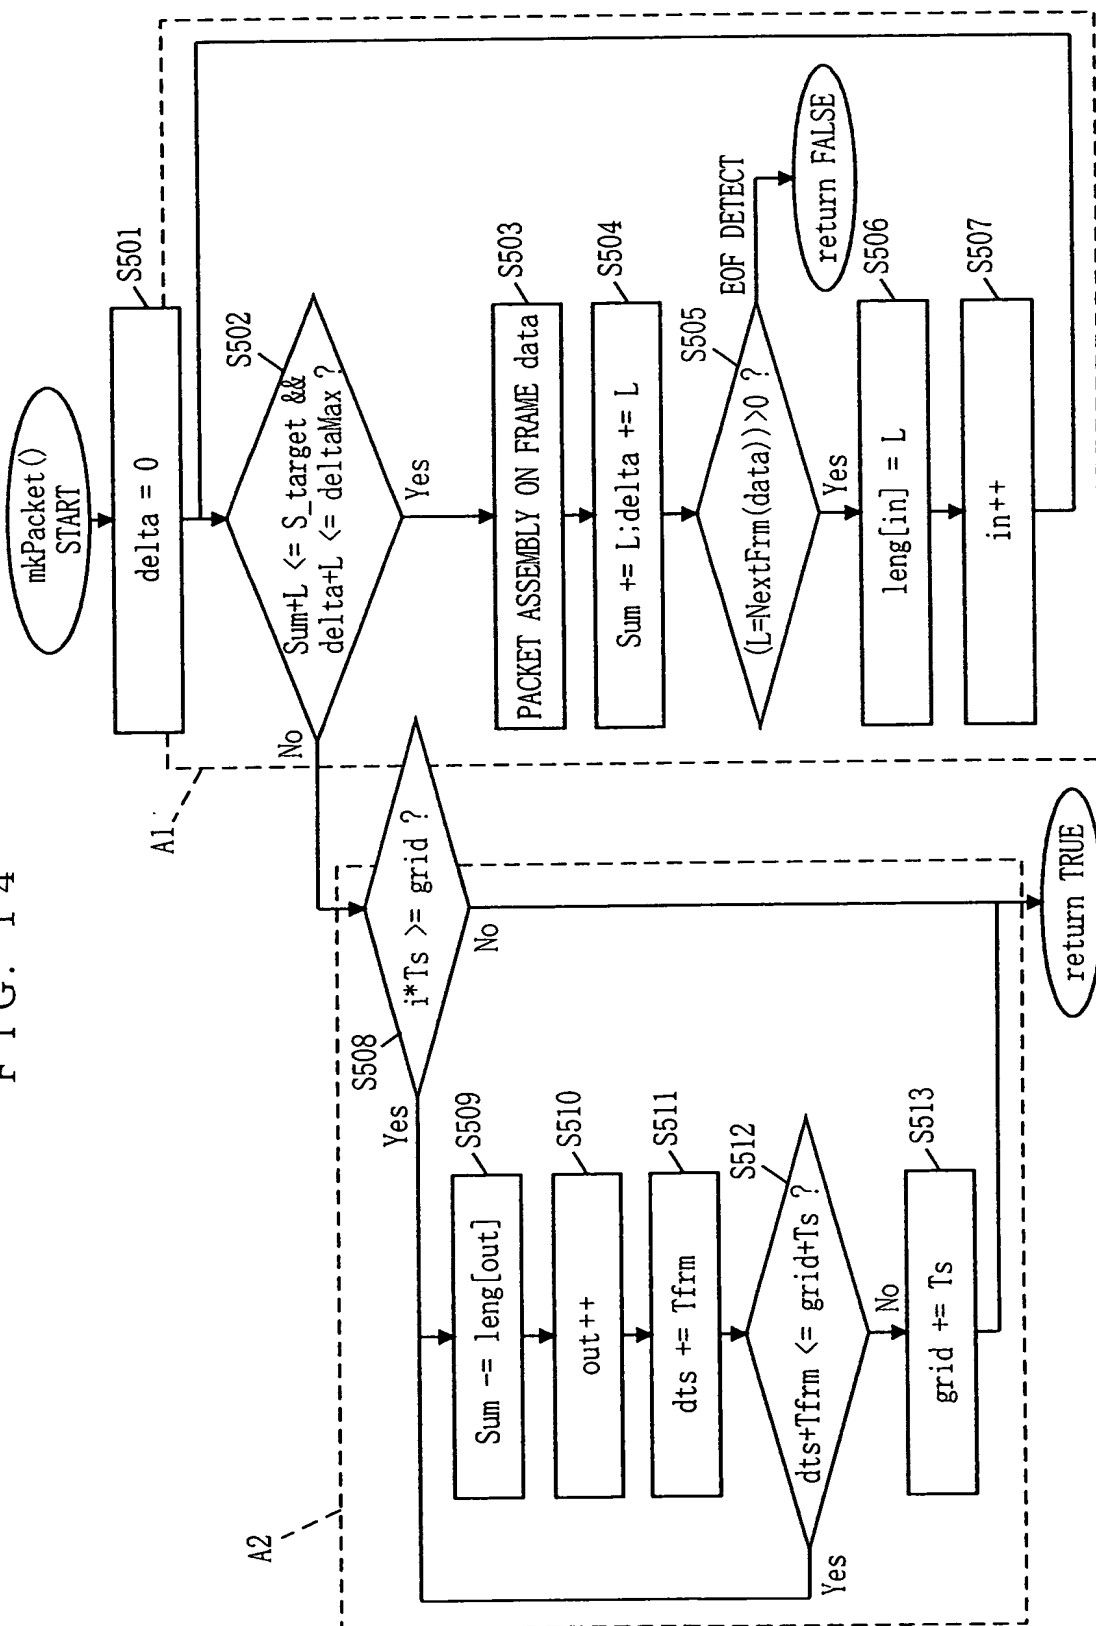 FIG. 14
mkPacket()
START
S501
delta = 0
S502
Sum+L <= S_target &&
delta+L <= deltaMax ?
Yes
No
S503
PACKET ASSEMBLY ON FRAME data
S504
Sum += L;delta += L
S505
(L=NextFrm(data))>0 ?
EOF DETECT
return FALSE
Yes
S506
leng[in] = L
S507
in++
A1
S508
i*Ts >= grid ?
No
Yes
S509
Sum -= leng[out]
S510
out++
S511
dts += Tfrm
S512
dts+Tfrm <= grid+Ts ?
Yes
No
S513
grid += Ts
A2
return TRUE